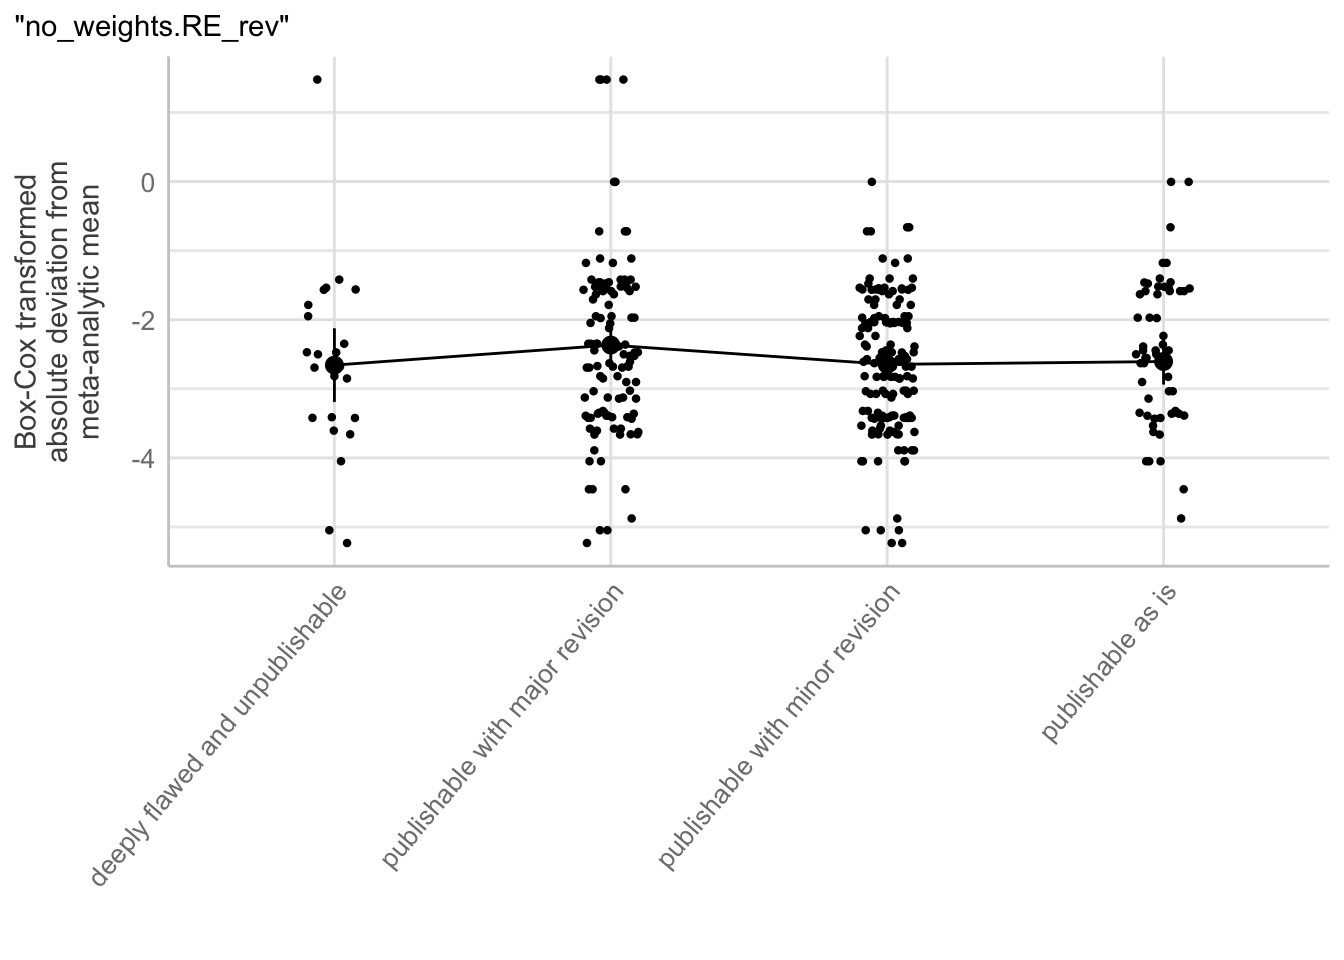 "no_weights.RE_rev"
Box-Cox transformed
absolute deviation from
meta-analytic mean
0
-2
-4
deeply flawed and unpublishable
publishable with major revision
publishable with minor revision
publishable as is